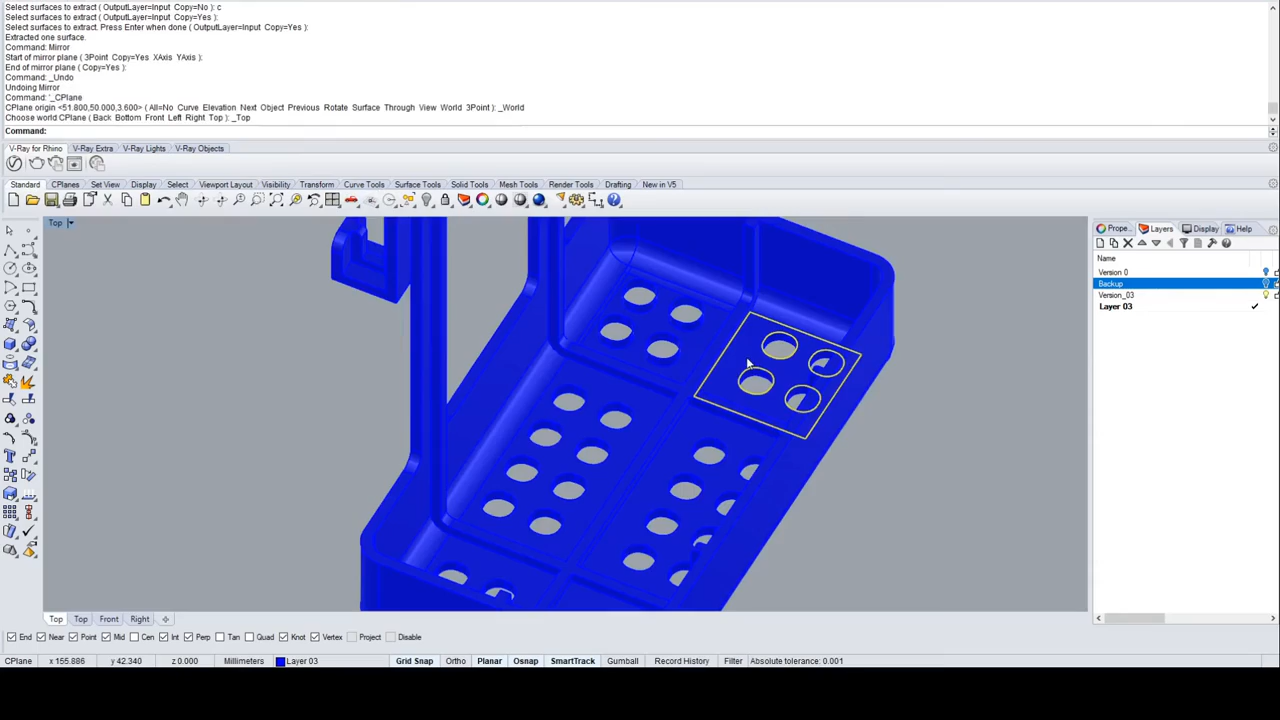 Select surfaces to extract ( OutputLayer=Input Copy=No ): c
Select surfaces to extract ( OutputLayer=Input Copy=Yes ):
Select surfaces to extract. Press Enter when done ( OutputLayer=Input Copy=Yes ):
Extracted one surface.
Command: Mirror
Start of mirror plane ( 3Point Copy=Yes XAxis YAxis ):
End of mirror plane ( Copy=Yes ):
Command: _Undo
Undoing Mirror
Command: '_CPlane
CPlane origin <51.800,50.000,3.600> ( All=No Curve Elevation Next Object Previous Rotate Surface Through View World 3Point ): _World
Choose world CPlane ( Back Bottom Front Left Right Top ): _Top
Command:
V-Ray for Rhino V-Ray Extra V-Ray Lights V-Ray Objects
Standard CPlanes Set View Display Select Viewport Layout Visibility Transform Curve Tools Surface Tools Solid Tools Mesh Tools Render Tools Drafting New in V5
Top
Prope... Layers Display Help
Name
Version 0
Backup
Version_03
Layer 03
Top Top Front Right
End Near Point Mid Cen Int Perp Tan Quad Knot Vertex Project Disable
CPlane x 155.886 y 42.340 z 0.000 Millimeters Layer 03 Grid Snap Ortho Planar Osnap SmartTrack Gumball Record History Filter Absolute tolerance: 0.001